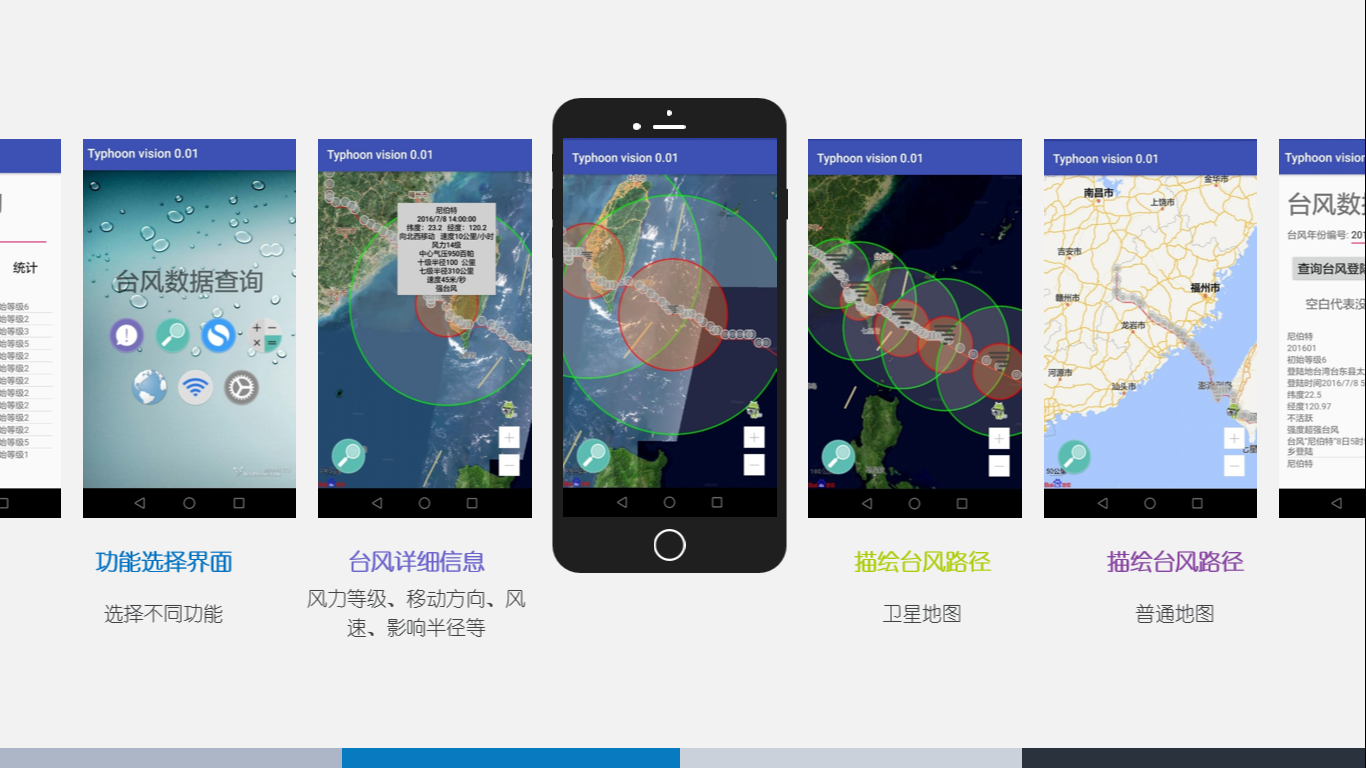 统计
始等级6
始等级2
始等级3
始等级5
始等级2
始等级2
始等级2
始等级2
始等级2
始等级2
始等级2
始等级5
始等级1
Typhoon vision 0.01
台风数据查询
功能选择界面
选择不同功能
Typhoon vision 0.01
尼伯特
2016/7/8 14:00:00
纬度：23.2 经度：120.2
向北西移动 速度10公里/小时
风力14级
中心气压950百帕
十级半径100 公里
七级半径310公里
速度45米/秒
强台风
台风详细信息
风力等级、移动方向、风
速、影响半径等
Typhoon vision 0.01
Typhoon vision 0.01
描绘台风路径
卫星地图
Typhoon vision 0.01
金华市
南昌市
上饶市
吉安市
福州市
赣州市
龙岩市
河源市
汕头市
50公里
描绘台风路径
普通地图
Typhoon vision
台风数
台风年份编号: 201
查询台风登陆
空白代表没
尼伯特
201601
初始等级6
登陆地台湾台东县太
登陆时间2016/7/8 5
纬度22.5
经度120.97
不活跃
强度超强台风
台风"尼伯特"8日5时
乡登陆
尼伯特